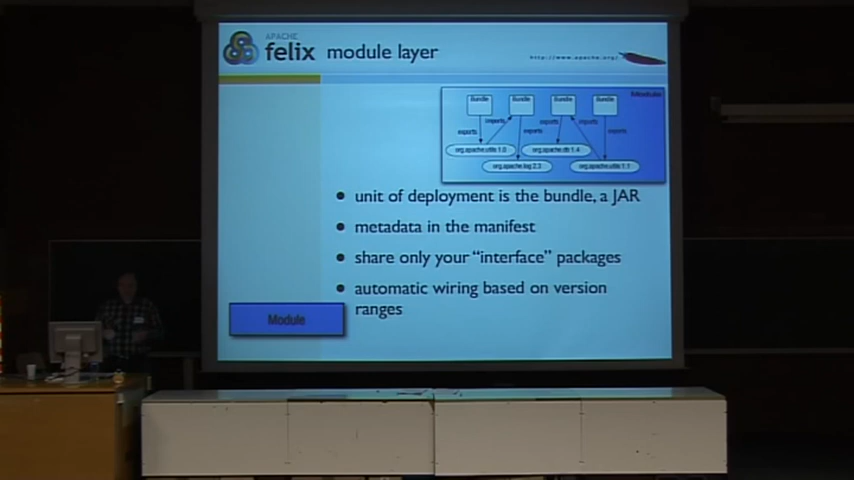 APACHE
felix module layer
http://www.apache.org/
Module
Bundle Bundle Bundle Bundle
imports exports imports
exports exports exports
org.apache.utils 1.0 org.apache.db 1.4
org.apache.log 2.3 org.apache.utils 1.1
• unit of deployment is the bundle, a JAR
• metadata in the manifest
• share only your “interface” packages
• automatic wiring based on version
ranges
Module